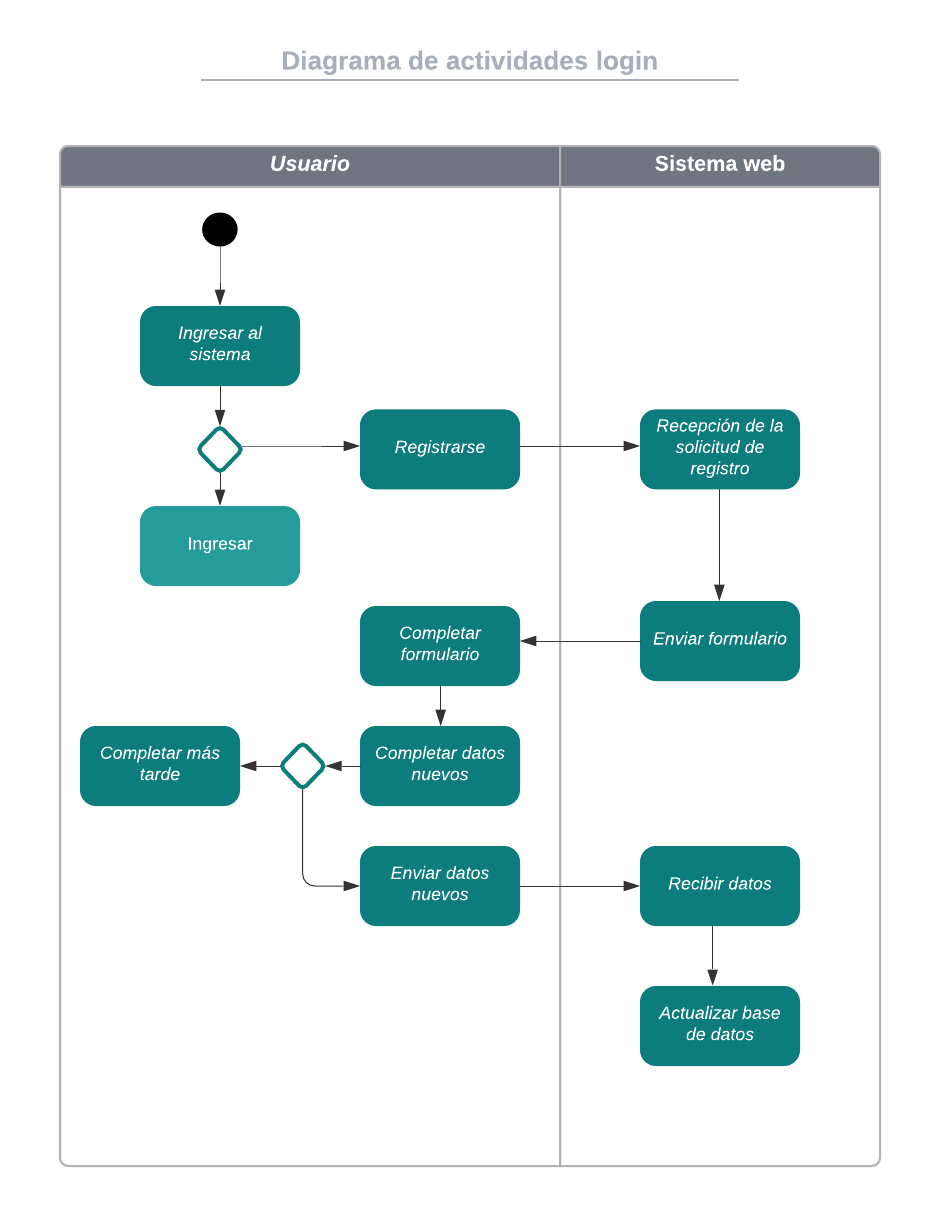 Diagrama de actividades login
Usuario
Sistema web
Ingresar al
sistema
Registrarse
Recepción de la
solicitud de
registro
Ingresar
Completar
formulario
Enviar formulario
Completar más
tarde
Completar datos
nuevos
Enviar datos
nuevos
Recibir datos
Actualizar base
de datos